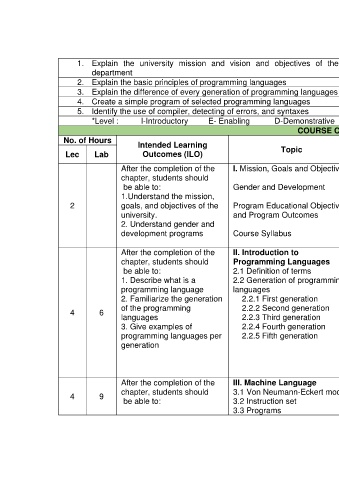 1. Explain the university mission and vision and objectives of the
department
2. Explain the basic principles of programming languages
3. Explain the difference of every generation of programming languages
4. Create a simple program of selected programming languages
5. Identify the use of compiler, detecting of errors, and syntaxes
*Level : I-Introductory E- Enabling D-Demonstrative
COURSE
No. of Hours
Intended Learning
Outcomes (ILO)
Topic
Lec Lab
After the completion of the
chapter, students should
be able to:
1.Understand the mission,
goals, and objectives of the
university.
2. Understand gender and
development programs
2
I. Mission, Goals and
Gender and Development
Program Educational
and Program Outcomes
Course Syllabus
4 6
After the completion of the
chapter, students should
be able to:
1. Describe what is a
programming language
2. Familiarize the generation
of the programming
languages
3. Give examples of
programming languages per
generation
II. Introduction to
Programming Languages
2.1 Definition of terms
2.2 Generation of
languages
2.2.1 First generation
2.2.2 Second generation
2.2.3 Third generation
2.2.4 Fourth generation
2.2.5 Fifth generation
4 9
After the completion of the
chapter, students should
be able to:
III. Machine Language
3.1 Von Neumann-Eckert
3.2 Instruction set
3.3 Programs